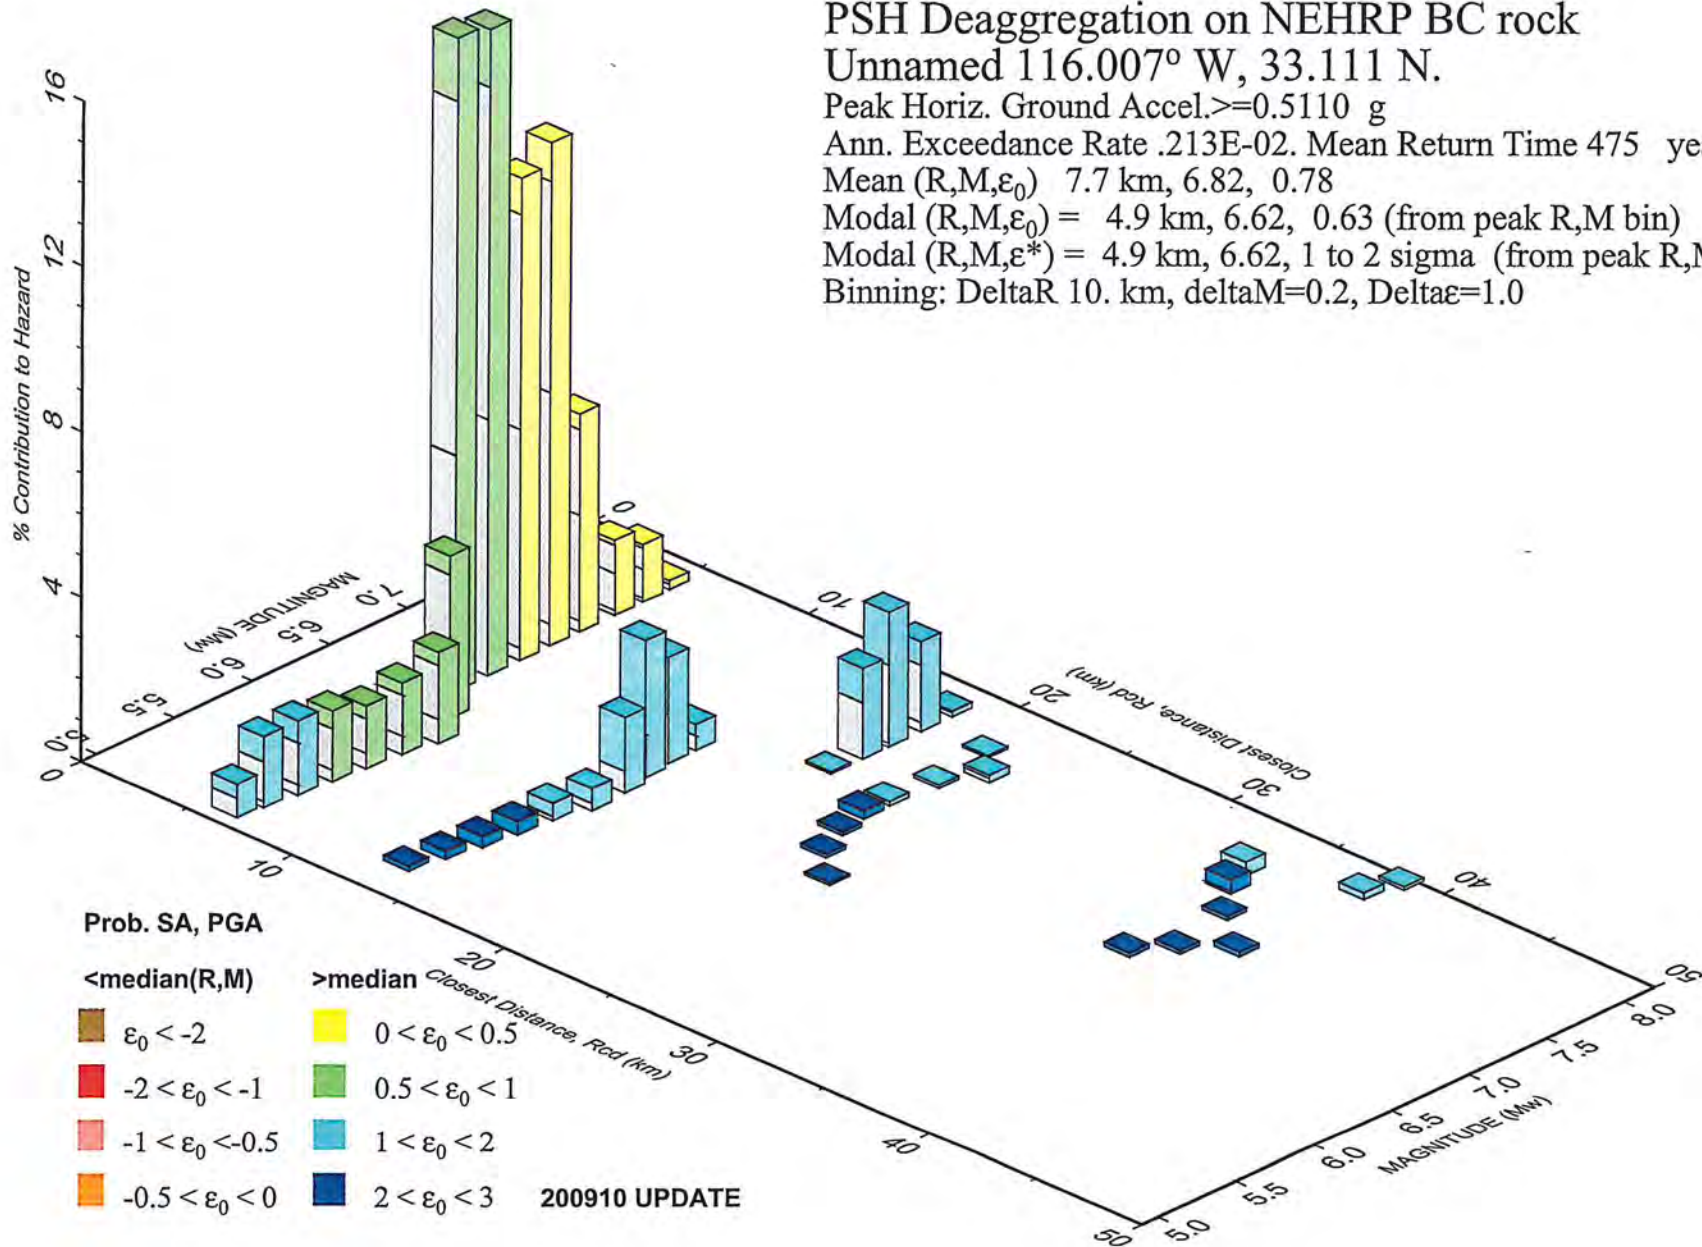 PSH Deaggregation on NEHRP BC rock
Unnamed 116.007° W, 33.111 N.
Peak Horiz. Ground Accel.>=0.5110 g
Ann. Exceedance Rate .213E-02. Mean Return Time 475 ye
Mean (R,M,ε₀) 7.7 km, 6.82, 0.78
Modal (R,M,ε₀) = 4.9 km, 6.62, 0.63 (from peak R,M bin)
Modal (R,M,ε*) = 4.9 km, 6.62, 1 to 2 sigma (from peak R,M
Binning: DeltaR 10. km, deltaM=0.2, Deltaε=1.0
% Contribution to Hazard
16
12
8
4
0
MAGNITUDE (Mw)
5.0
5.5
6.0
6.5
7.0
0
10
20
30
40
50
Closest Distance, Rcd (km)
10
20
30
40
50
Closest Distance, Rcd (km)
5.0
5.5
6.0
6.5
7.0
7.5
8.0
MAGNITUDE (Mw)
Prob. SA, PGA
<median(R,M) >median
ε₀ < -2 0 < ε₀ < 0.5
-2 < ε₀ < -1 0.5 < ε₀ < 1
-1 < ε₀ <-0.5 1 < ε₀ < 2
-0.5 < ε₀ < 0 2 < ε₀ < 3
200910 UPDATE